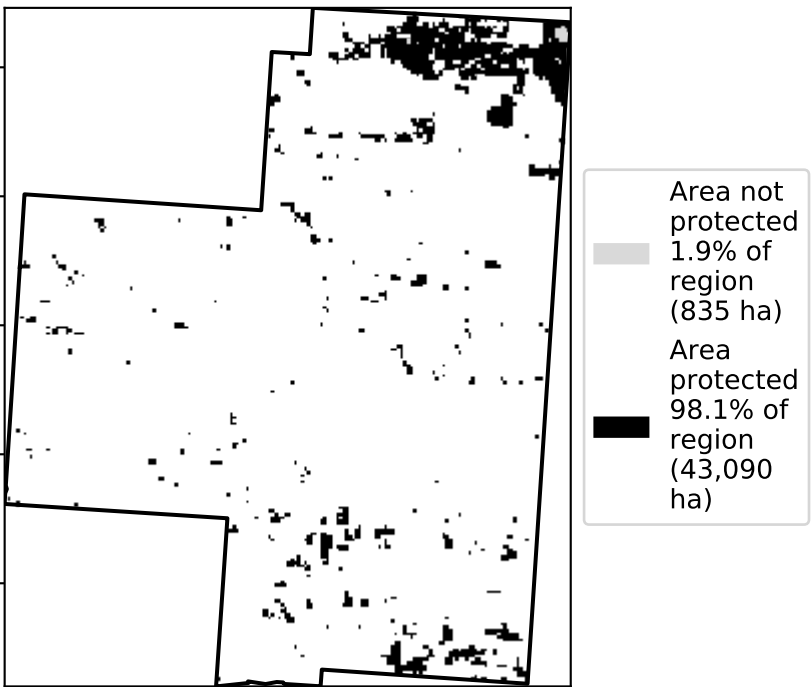 Area not
protected
1.9% of
region
(835 ha)
Area
protected
98.1% of
region
(43,090
ha)